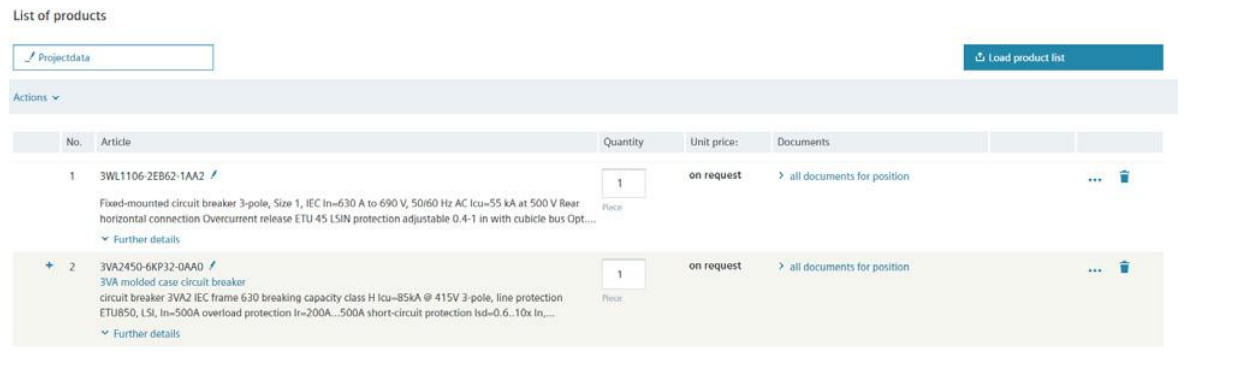 List of products
Projectdata
Load product list
Actions
No. Article Quantity Unit price: Documents
1 3WL1106-2EB62-1AA2 1 on request all documents for position
Piece
Fixed-mounted circuit breaker 3-pole, Size 1, IEC In=630 A to 690 V, 50/60 Hz AC Icu=55 kA at 500 V Rear
horizontal connection Overcurrent release ETU 45 LSIN protection adjustable 0.4-1 in with cubicle bus Opt....
Further details
2 3VA2450-6KP32-0AA0 1 on request all documents for position
3VA molded case circuit breaker
circuit breaker 3VA2 IEC frame 630 breaking capacity class H Icu=85kA @ 415V 3-pole, line protection
Piece
ETU850, LSI, In=500A overload protection Ir=200A...500A short-circuit protection Isd=0.6..10x In,...
Further details